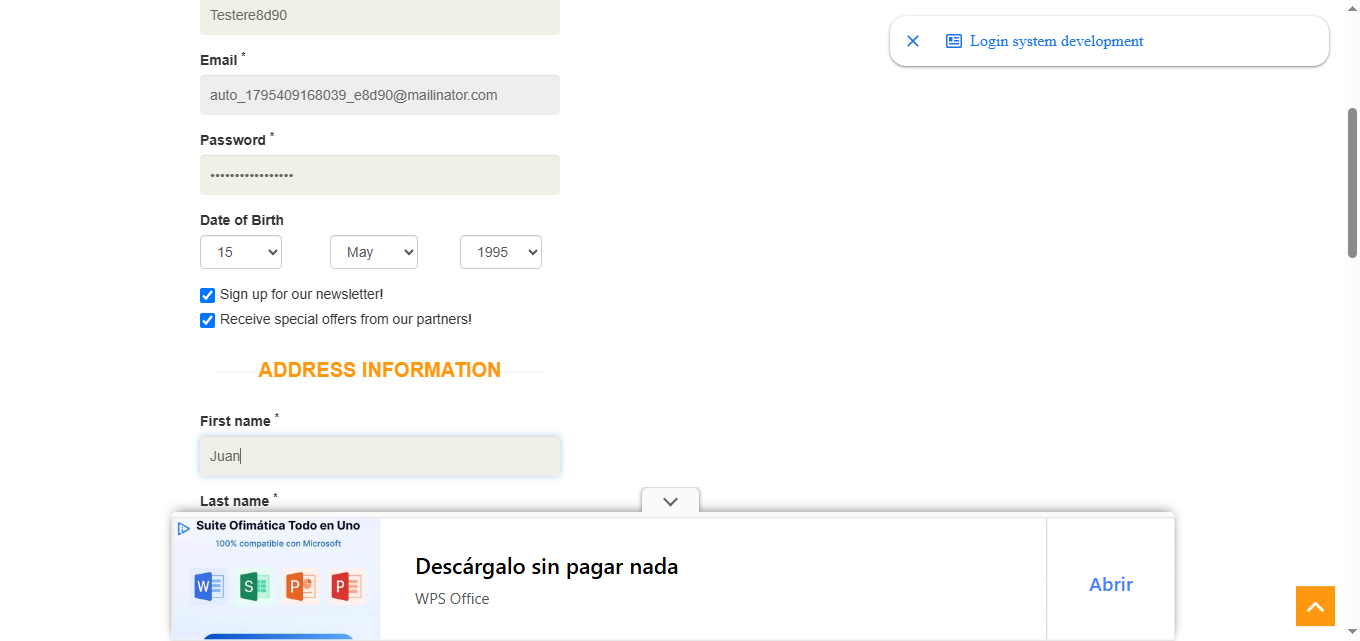 Testere8d90
Login system development
Email *
auto_1795409168039_e8d90@mailinator.com
Password *
•••••••••••••••••
Date of Birth
15 May 1995
Sign up for our newsletter!
Receive special offers from our partners!
ADDRESS INFORMATION
First name *
Juan
Last name *
Suite Ofimática Todo en Uno
100% compatible con Microsoft
W S P P
Descárgalo sin pagar nada
WPS Office
Abrir